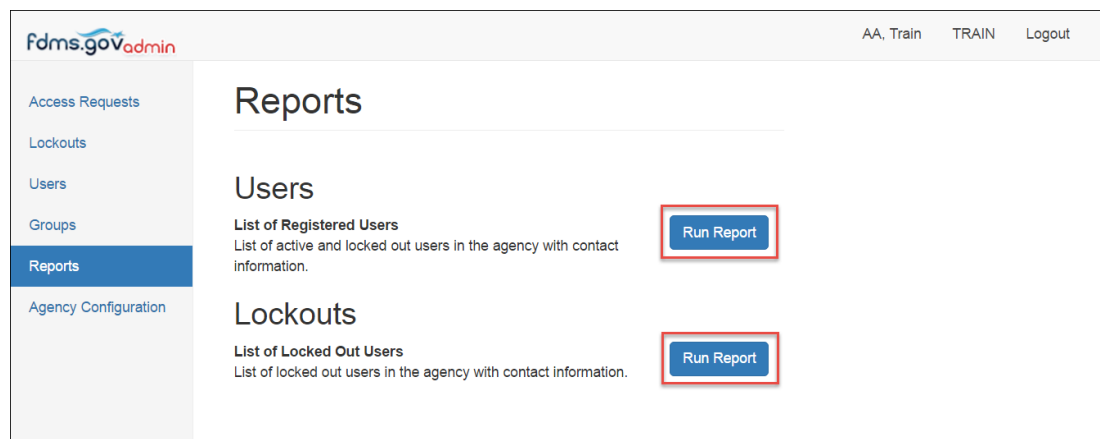 fdms.gov admin
AA, Train TRAIN Logout
Access Requests
Lockouts
Users
Groups
Reports
Agency Configuration
Reports
Users
List of Registered Users
List of active and locked out users in the agency with contact
information.
Run Report
Lockouts
List of Locked Out Users
List of locked out users in the agency with contact information.
Run Report